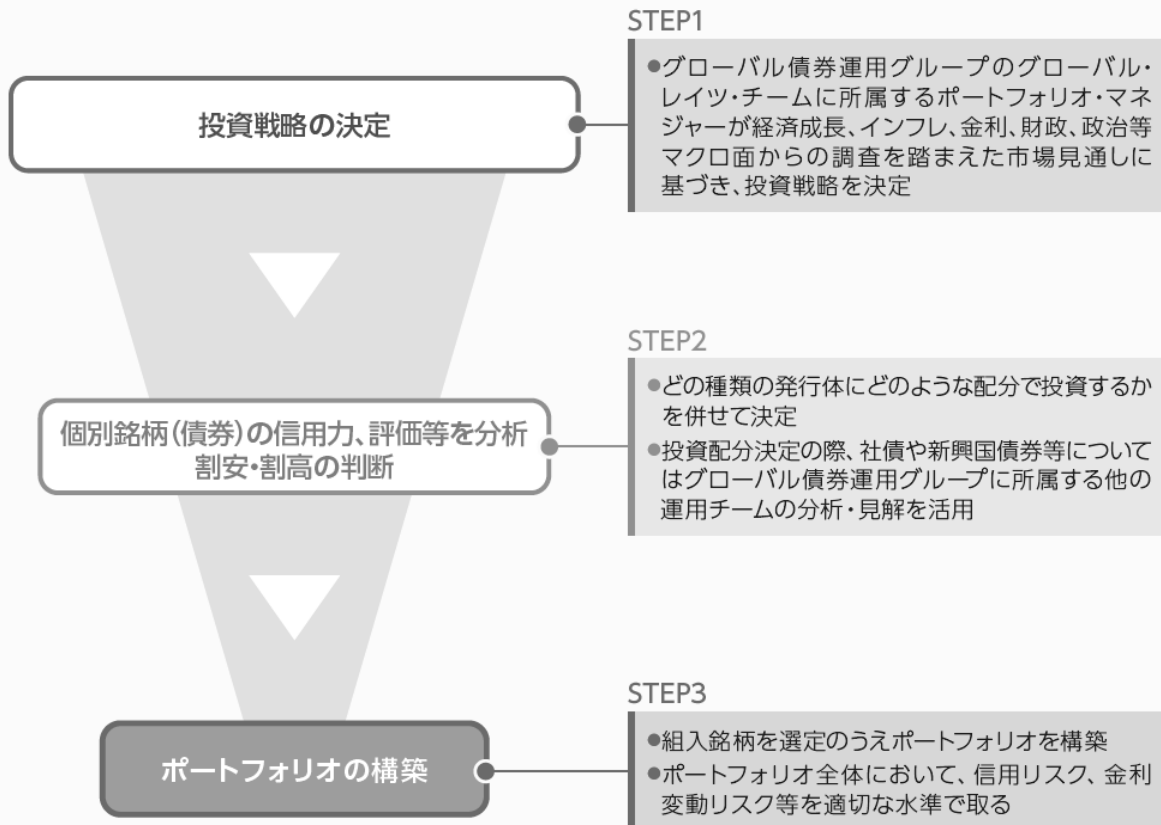 STEP1
投資戦略の決定
●グローバル債券運用グループのグローバル・
レイツ・チームに所属するポートフォリオ・マネ
ジャーが経済成長、インフレ、金利、財政、政治等
マクロ面からの調査を踏まえた市場見通しに
基づき、投資戦略を決定
STEP2
個別銘柄（債券）の信用力、評価等を分析
割安・割高の判断
●どの種類の発行体にどのような配分で投資するか
を併せて決定
●投資配分決定の際、社債や新興国債券等について
はグローバル債券運用グループに所属する他の
運用チームの分析・見解を活用
STEP3
ポートフォリオの構築
●組入銘柄を選定のうえポートフォリオを構築
●ポートフォリオ全体において、信用リスク、金利
変動リスク等を適切な水準で取る